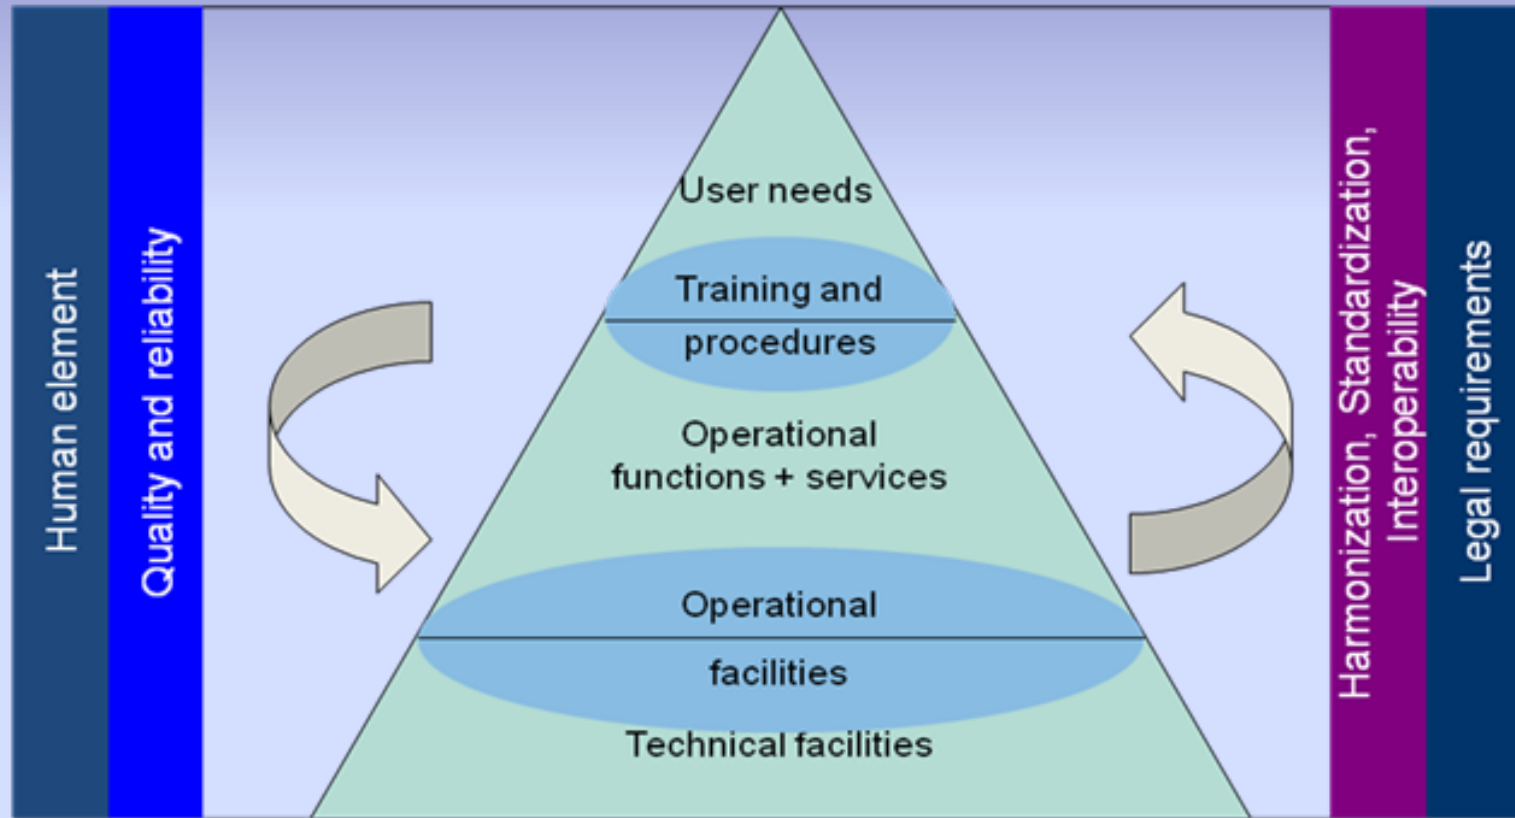 Human element
Quality and reliability
User needs
Training and
procedures
Operational
functions + services
Operational
facilities
Technical facilities
Harmonization, Standardization,
Interoperability
Legal requirements